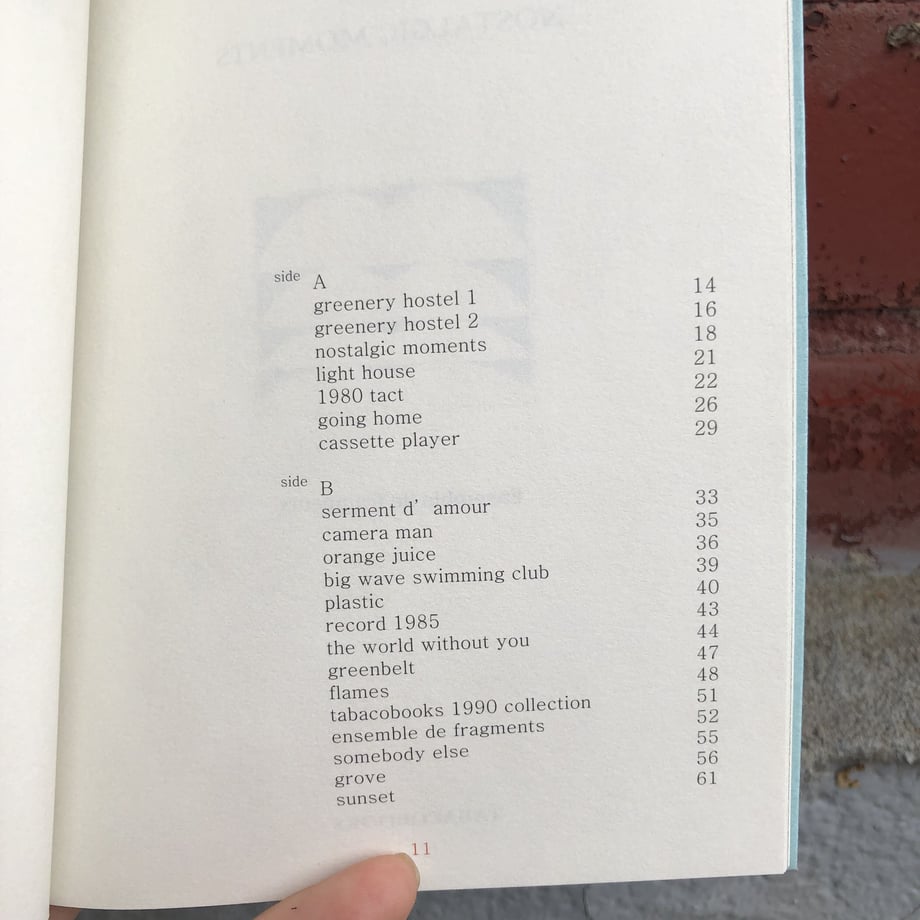 side A
greenery hostel 1 14
greenery hostel 2 16
nostalgic moments 18
light house 21
1980 tact 22
going home 26
cassette player 29
side B
serment d’ amour 33
camera man 35
orange juice 36
big wave swimming club 39
plastic 40
record 1985 43
the world without you 44
greenbelt 47
flames 48
tabacobooks 1990 collection 51
ensemble de fragments 52
somebody else 55
grove 56
sunset 61
11